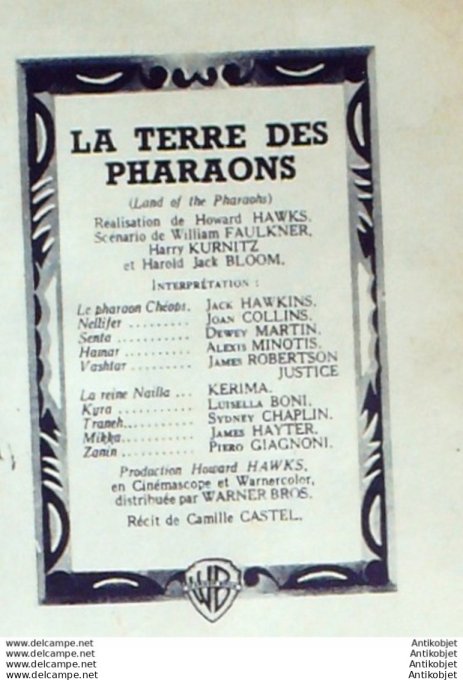 LA TERRE DES
PHARAONS
(Land of the Pharaohs)
Réalisation de Howard HAWKS.
Scénario de William FAULKNER,
Harry KURNITZ
et Harold Jack BLOOM.
INTERPRÉTATION :
Le pharaon Chéops. JACK HAWKINS.
Nellifer .......... JOAN COLLINS.
Senta ............ DEWEY MARTIN.
Hamar .......... ALEXIS MINOTIS.
Vashtar .......... JAMES ROBERTSON
JUSTICE
La reine Nailla ... KERIMA.
Kyra ............. LUISELLA BONI.
Traneh............ SYDNEY CHAPLIN.
Mikka............ JAMES HAYTER.
Zanin ............ PIERO GIAGNONI.
Production Howard HAWKS,
en Cinémascope et Warnercolor,
distribuée par WARNER BROS.
Récit de Camille CASTEL.
WB
www.delcampe.net Antikobjet
www.delcampe.net Antikobjet
www.delcampe.net Antikobjet
www.delcampe.net Antikobjet